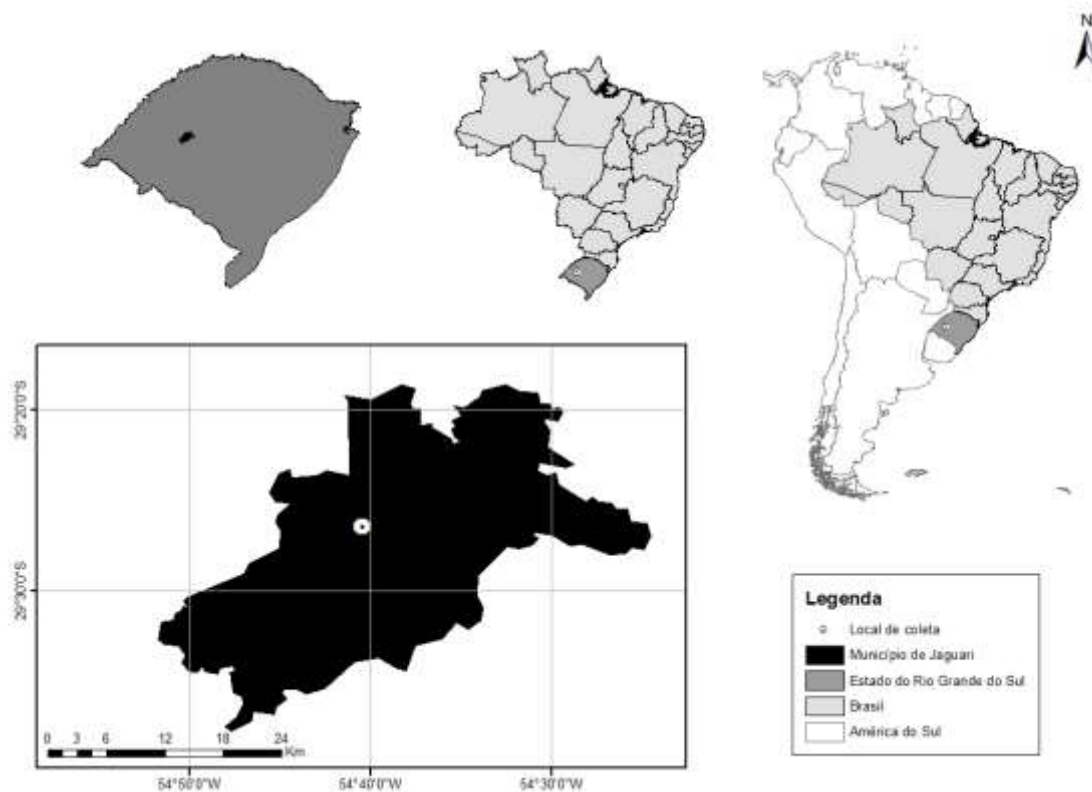 N
29°20'0"S
29°30'0"S
0 3 6 12 18 24
Km
54°50'0"W 54°40'0"W 54°30'0"W
Legenda
Local de coleta
Município de Jaguari
Estado do Rio Grande do Sul
Brasil
América do Sul